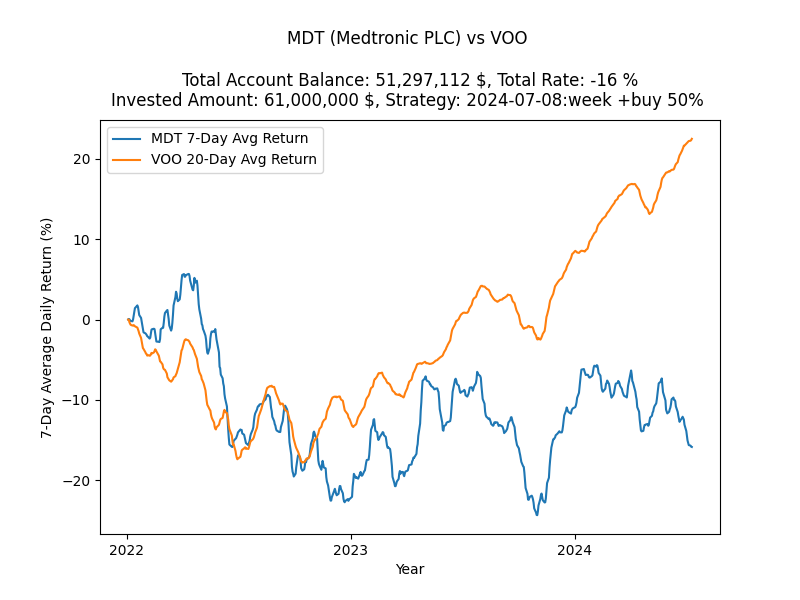 MDT (Medtronic PLC) vs VOO
Total Account Balance: 51,297,112 $, Total Rate: -16 %
Invested Amount: 61,000,000 $, Strategy: 2024-07-08:week +buy 50%
MDT 7-Day Avg Return
VOO 20-Day Avg Return
7-Day Average Daily Return (%)
20
10
0
−10
−20
2022
2023
2024
Year